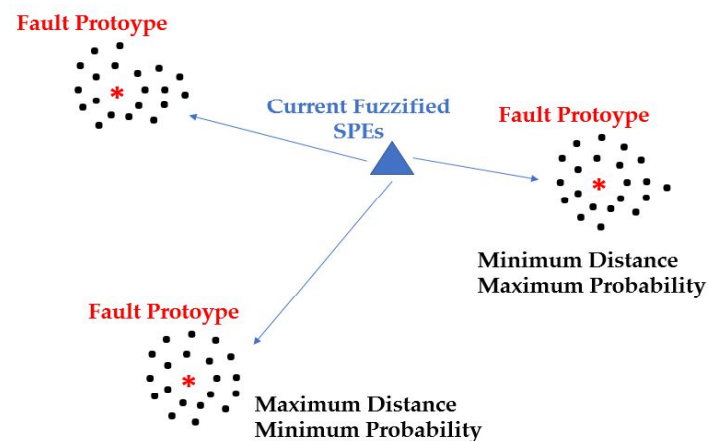 Fault Protoype
Current Fuzzified
SPEs
Fault Protoype
Minimum Distance
Maximum Probability
Fault Protoype
Maximum Distance
Minimum Probability